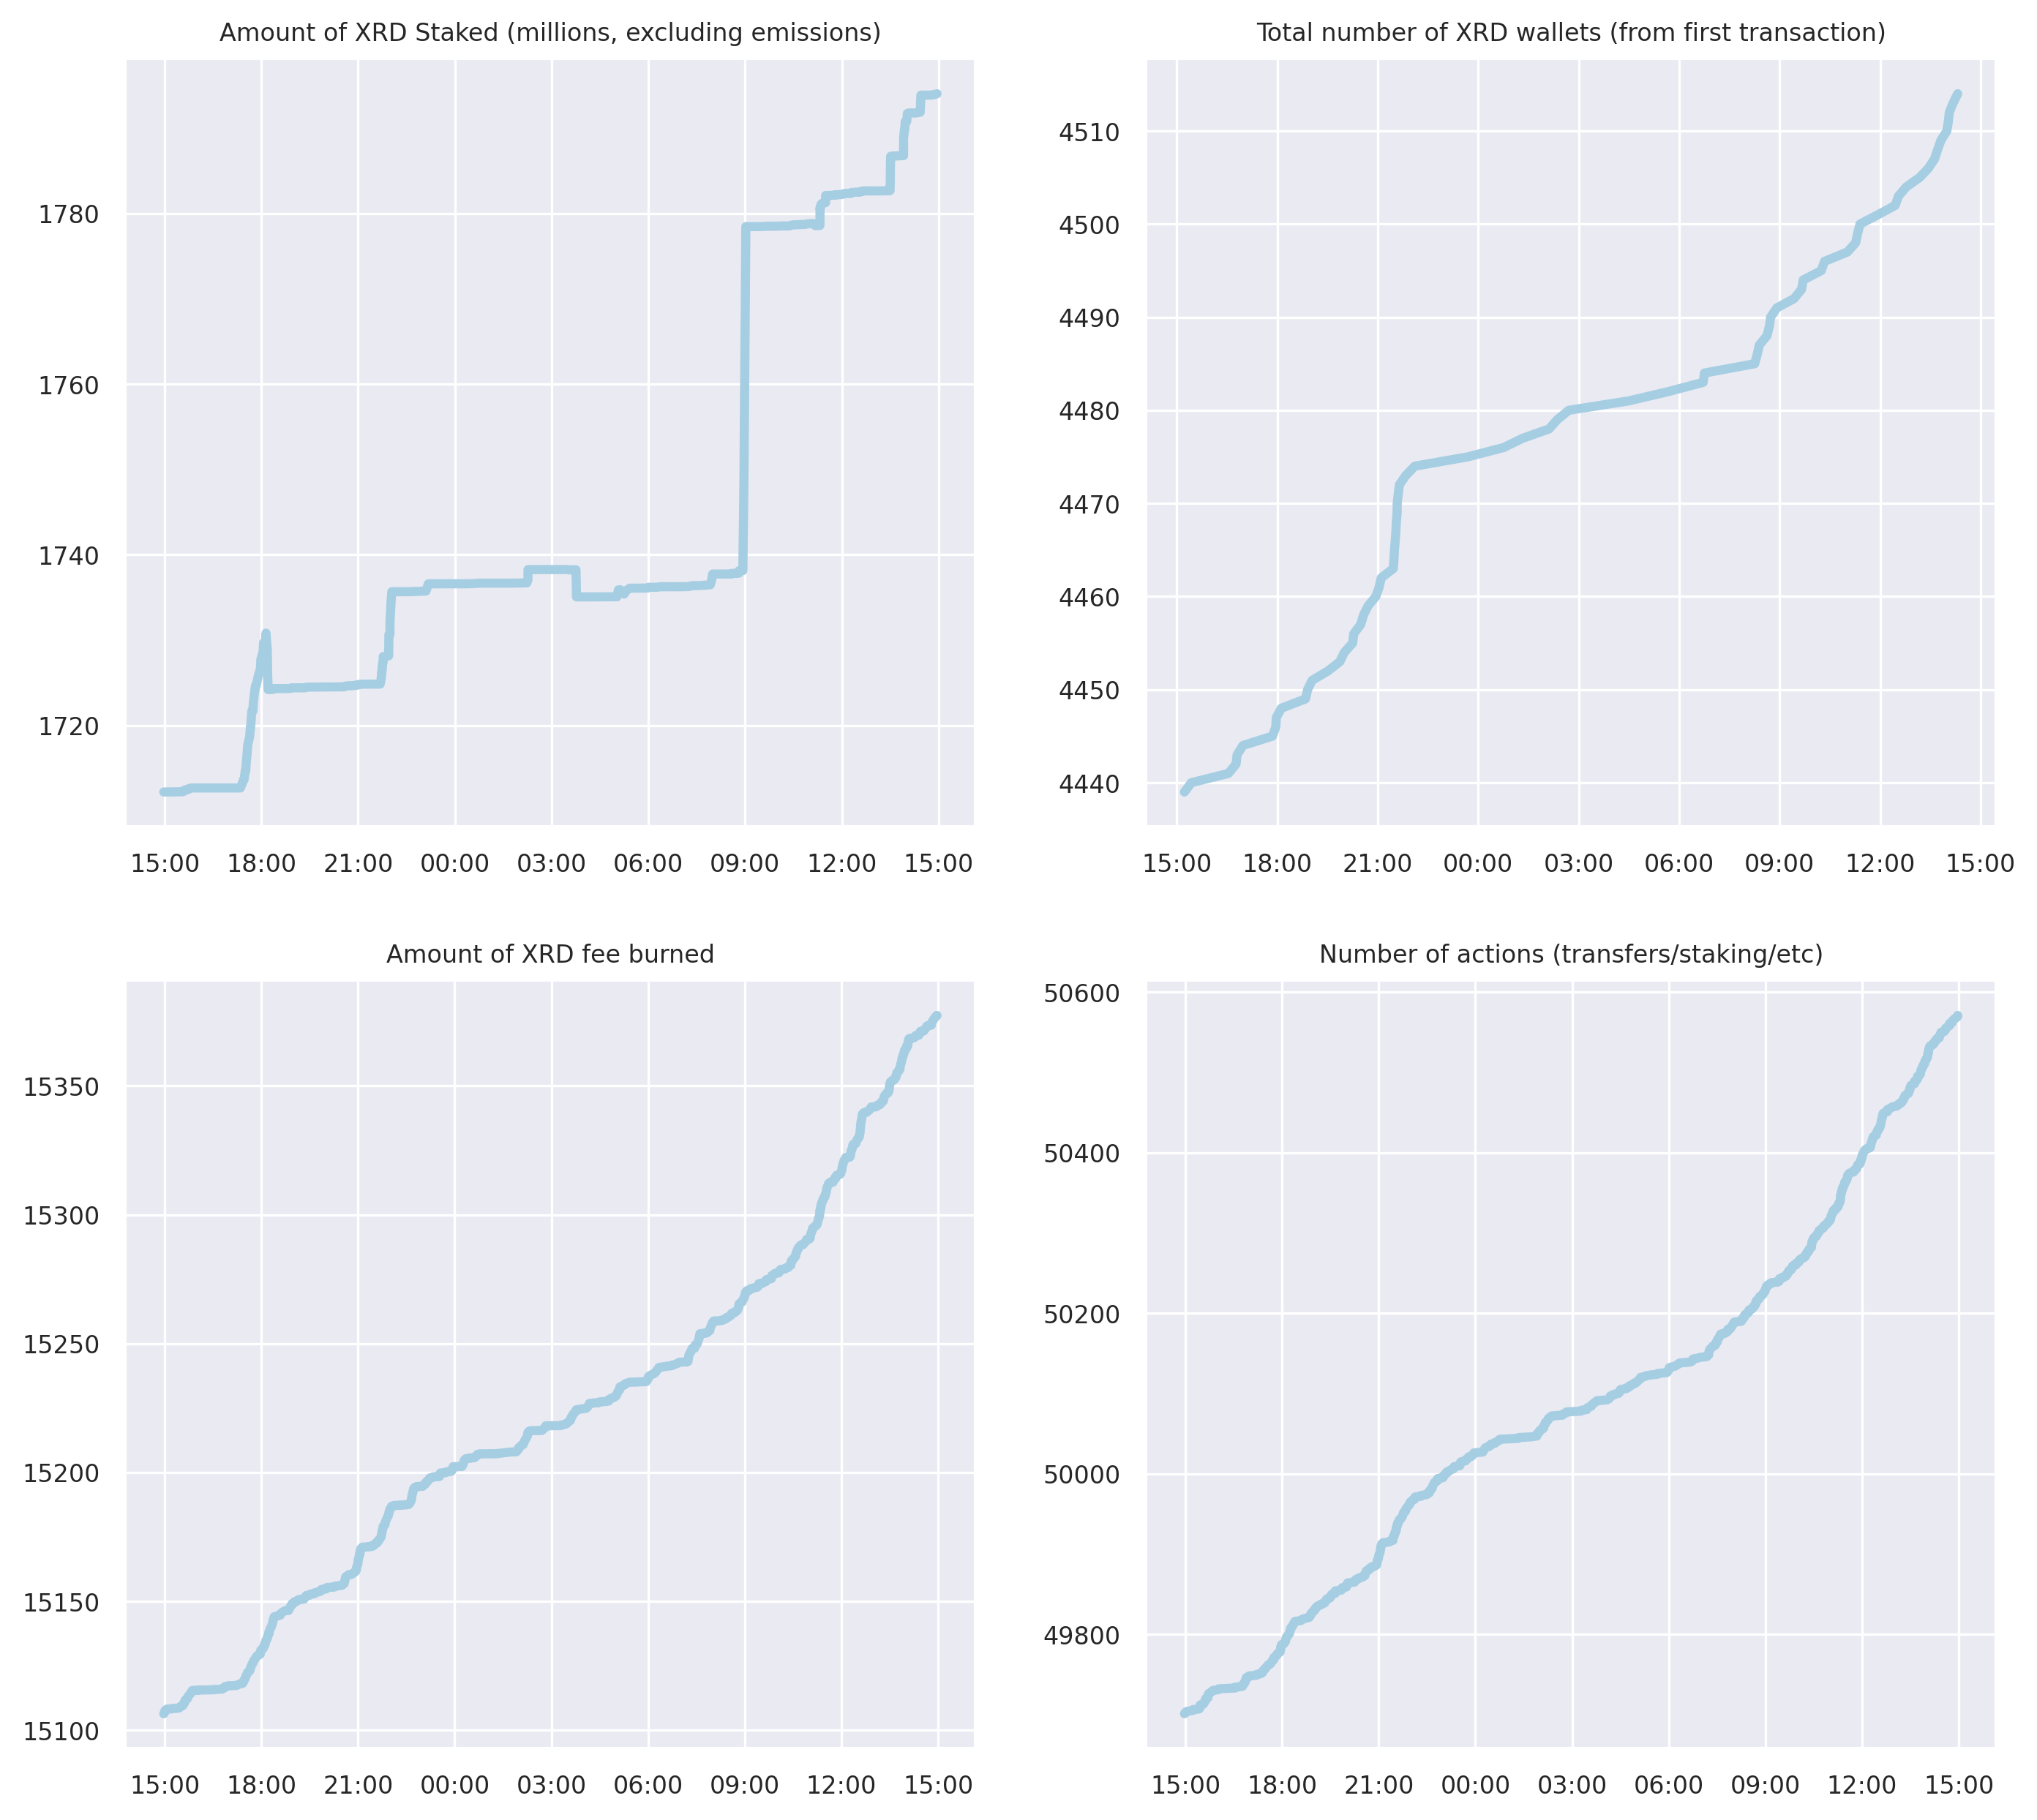 Amount of XRD Staked (millions, excluding emissions)
1780
1760
1740
1720
15:00 18:00 21:00 00:00 03:00 06:00 09:00 12:00 15:00
Total number of XRD wallets (from first transaction)
4510
4500
4490
4480
4470
4460
4450
4440
15:00 18:00 21:00 00:00 03:00 06:00 09:00 12:00 15:00
Amount of XRD fee burned
15350
15300
15250
15200
15150
15100
15:00 18:00 21:00 00:00 03:00 06:00 09:00 12:00 15:00
Number of actions (transfers/staking/etc)
50600
50400
50200
50000
49800
15:00 18:00 21:00 00:00 03:00 06:00 09:00 12:00 15:00